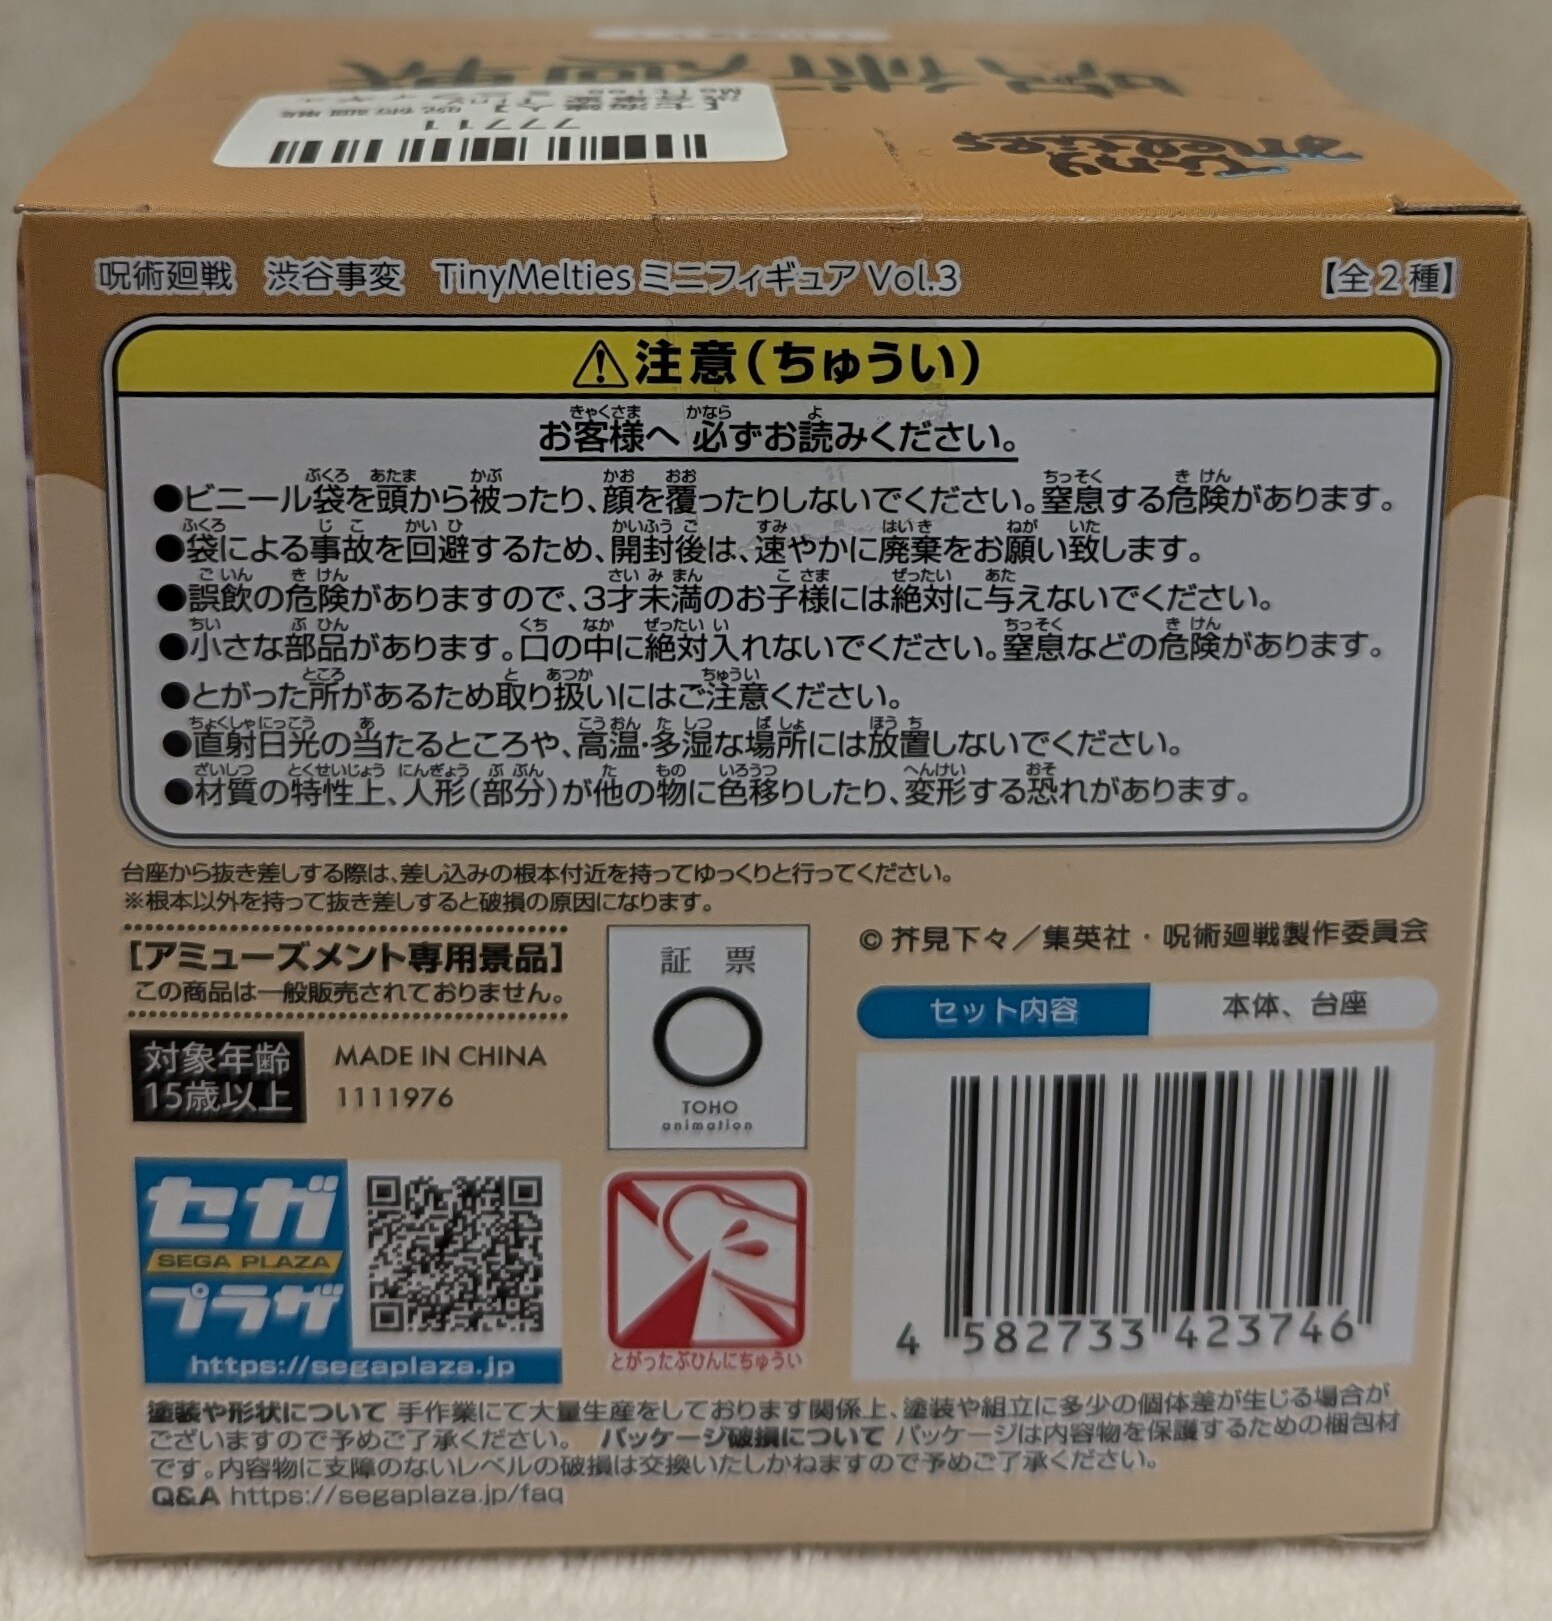 呪術廻戦
tiny melties
77711
呪術廻戦 渋谷事変 TinyMelties ミニフィギュア Vol.3 【全2種】
⚠注意(ちゅうい)
お客様へ 必ずお読みください。
●ビニール袋を頭から被ったり、顔を覆ったりしないでください。窒息する危険があります。
●袋による事故を回避するため、開封後は、速やかに廃棄をお願い致します。
●誤飲の危険がありますので、3才未満のお子様には絶対に与えないでください。
●小さな部品があります。口の中に絶対入れないでください。窒息などの危険があります。
●とがった所があるため取り扱いにはご注意ください。
●直射日光の当たるところや、高温・多湿な場所には放置しないでください。
●材質の特性上、人形(部分)が他の物に色移りしたり、変形する恐れがあります。
台座から抜き差しする際は、差し込みの根本付近を持ってゆっくりと行ってください。
※根本以外を持って抜き差しすると破損の原因になります。
[アミューズメント専用景品]
この商品は一般販売されておりません。
対象年齢
15歳以上
MADE IN CHINA
1111976
証 票
TOHO
animation
© 芥見下々/集英社・呪術廻戦製作委員会
セット内容 本体、台座
4 582733 423746
セガ
SEGA PLAZA
プラザ
https://segaplaza.jp
とがったぶひんにちゅうい
塗装や形状について 手作業にて大量生産をしております関係上、塗装や組立に多少の個体差が生じる場合が
ございますので予めご了承ください。 パッケージ破損について パッケージは内容物を保護するための梱包材
です。内容物に支障のないレベルの破損は交換いたしかねますので予めご了承ください。
Q&A https://segaplaza.jp/faq